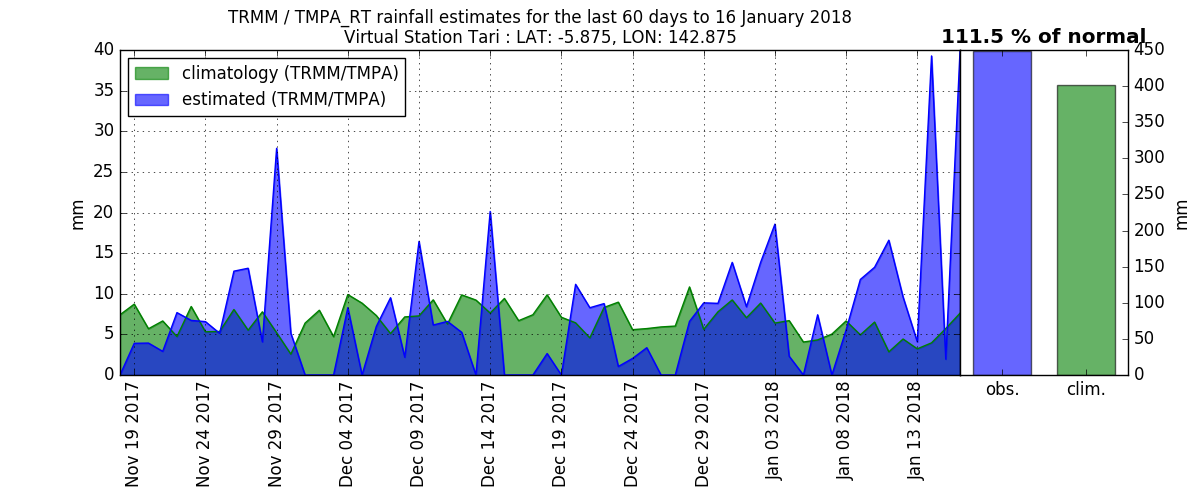 TRMM / TMPA_RT rainfall estimates for the last 60 days to 16 January 2018
Virtual Station Tari : LAT: -5.875, LON: 142.875
111.5 % of normal
climatology (TRMM/TMPA)
estimated (TRMM/TMPA)
mm
40
35
30
25
20
15
10
5
0
450
400
350
300
250
200
150
100
50
0
mm
Nov 19 2017
Nov 24 2017
Nov 29 2017
Dec 04 2017
Dec 09 2017
Dec 14 2017
Dec 19 2017
Dec 24 2017
Dec 29 2017
Jan 03 2018
Jan 08 2018
Jan 13 2018
obs.
clim.